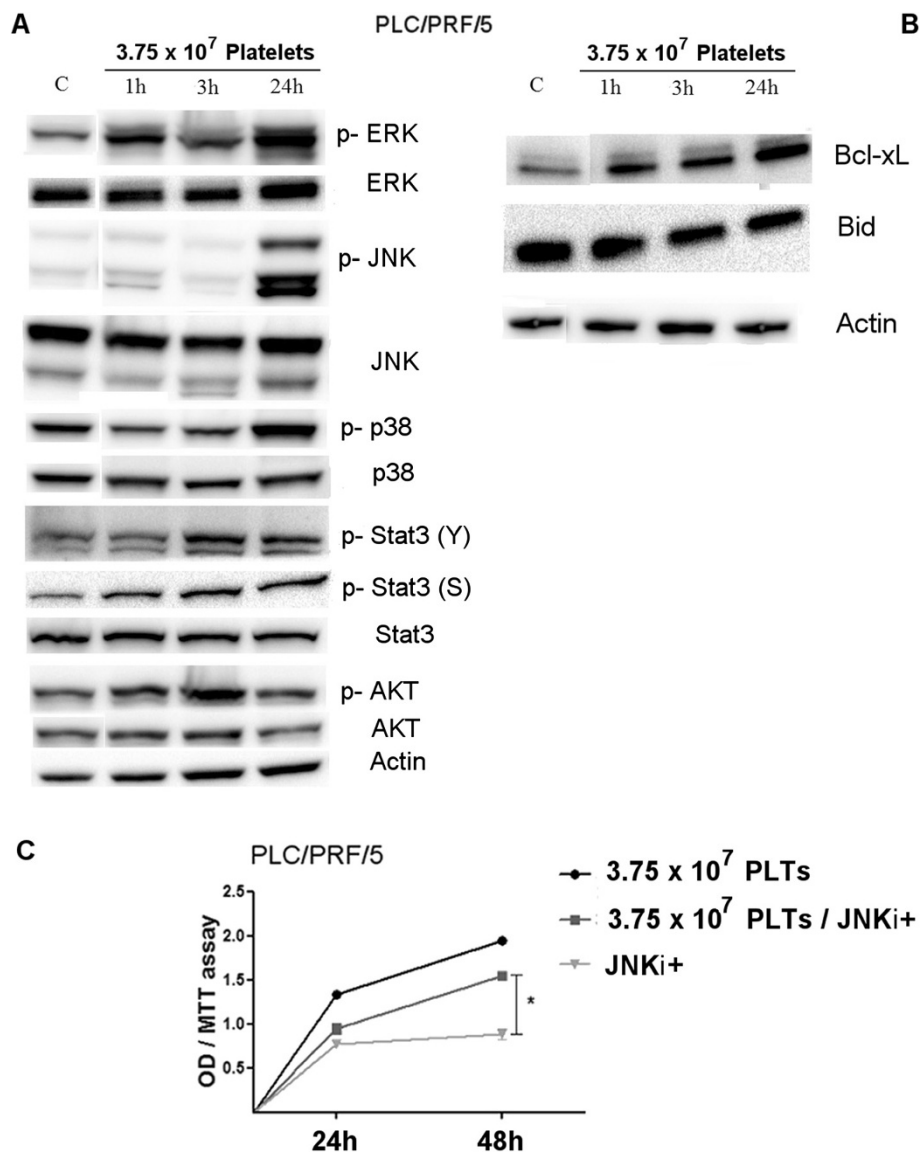 A
PLC/PRF/5
B
3.75 x 10⁷ Platelets
C 1h 3h 24h
p- ERK
ERK
p- JNK
JNK
p- p38
p38
p- Stat3 (Y)
p- Stat3 (S)
Stat3
p- AKT
AKT
Actin
3.75 x 10⁷ Platelets
C 1h 3h 24h
Bcl-xL
Bid
Actin
C
PLC/PRF/5
OD / MTT assay
2.5
2.0
1.5
1.0
0.5
24h 48h
*
3.75 x 10⁷ PLTs
3.75 x 10⁷ PLTs / JNKi+
JNKi+